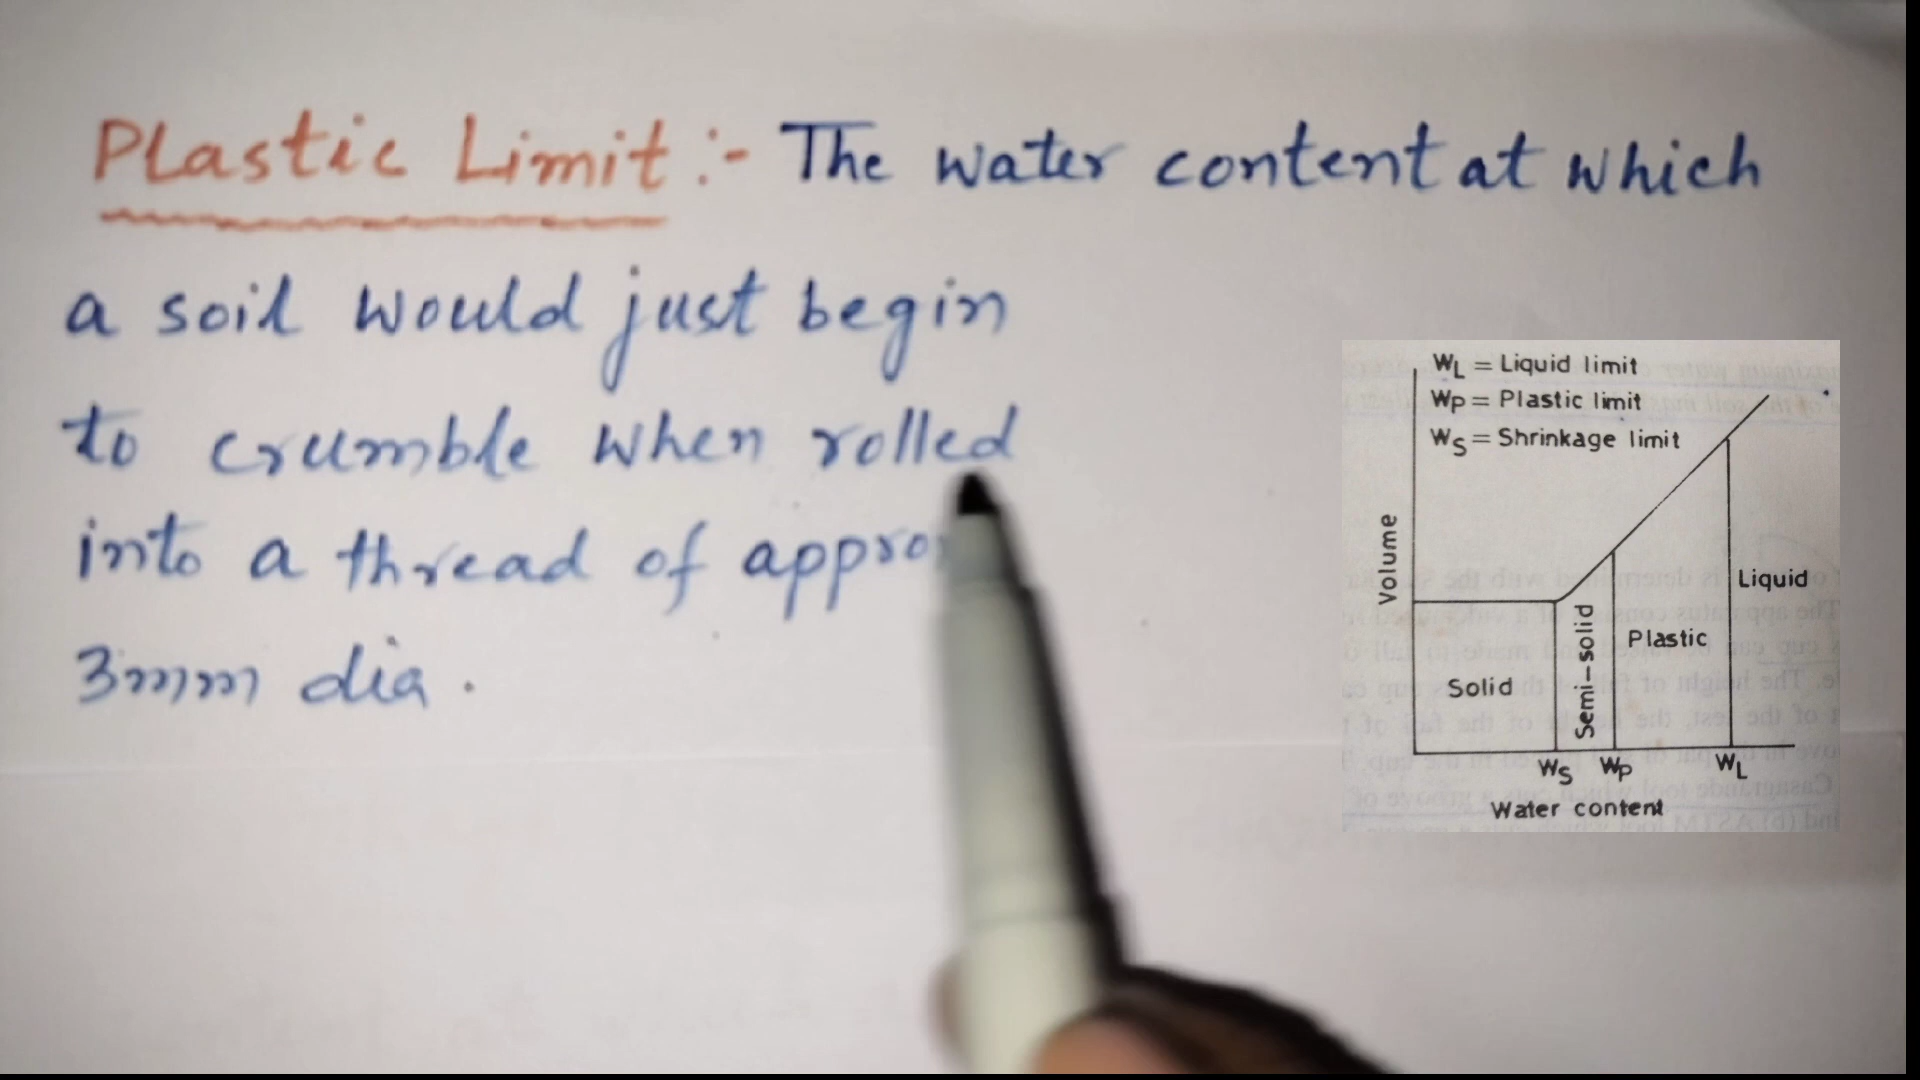 Plastic Limit :- The water content at which
a soil would just begin
to crumble when rolled
into a thread of
3mm dia.
WL = Liquid limit
WP = Plastic limit
WS = Shrinkage limit
Volume
Solid
Semi-solid
Plastic
Liquid
WS WP WL
Water content